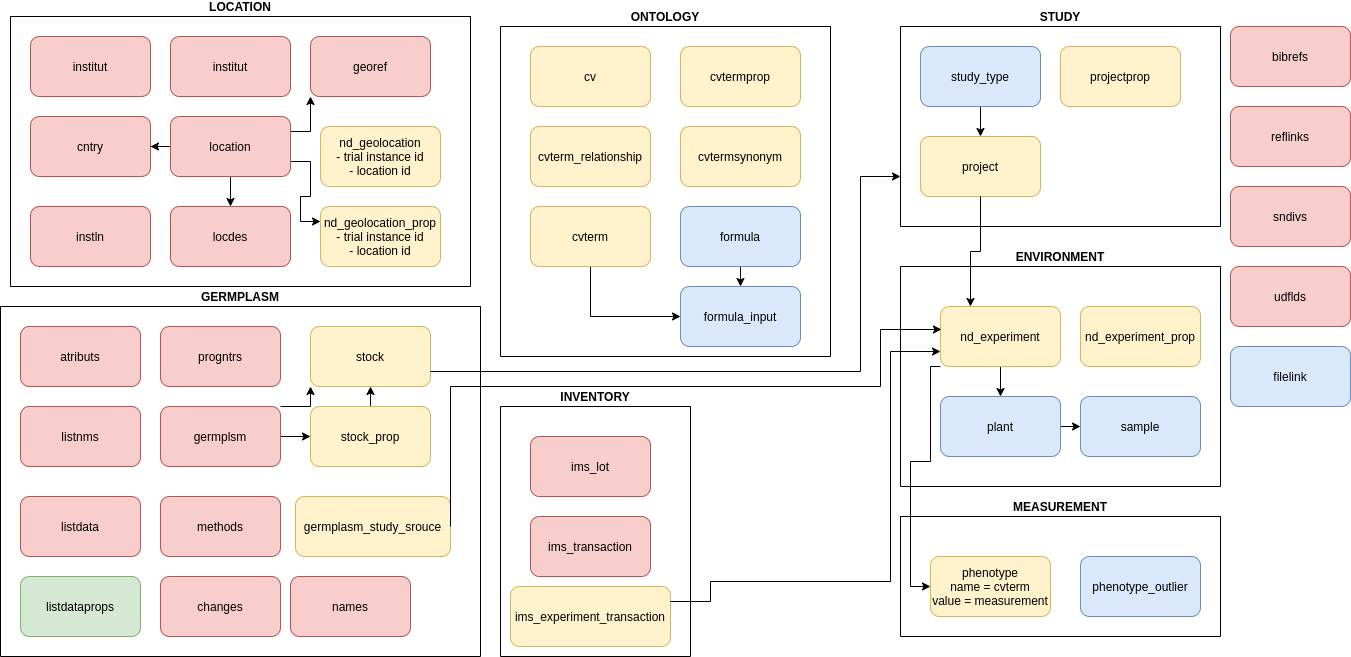 LOCATION
institut
institut
georef
cntry
location
nd_geolocation
- trial instance id
- location id
instln
locdes
nd_geolocation_prop
- trial instance id
- location id
GERMPLASM
atributs
progntrs
stock
listnms
germplsm
stock_prop
listdata
methods
germplasm_study_srouce
listdataprops
changes
names
ONTOLOGY
cv
cvtermprop
cvterm_relationship
cvtermsynonym
cvterm
formula
formula_input
INVENTORY
ims_lot
ims_transaction
ims_experiment_transaction
STUDY
study_type
projectprop
project
ENVIRONMENT
nd_experiment
nd_experiment_prop
plant
sample
MEASUREMENT
phenotype
name = cvterm
value = measurement
phenotype_outlier
bibrefs
reflinks
sndivs
udflds
filelink